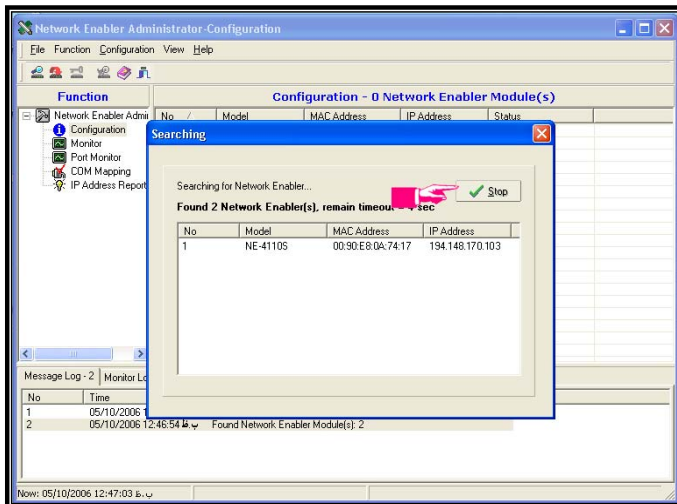 Network Enabler Administrator-Configuration
File Function Configuration View Help
Function
Configuration - 0 Network Enabler Module(s)
Network Enabler Admi
Configuration
Monitor
Port Monitor
COM Mapping
IP Address Report
No / Model MAC Address IP Address Status
Searching
Searching for Network Enabler...
Stop
Found 2 Network Enabler(s), remain timeout sec
No Model MAC Address IP Address
1 NE-4110S 00:90:E8:0A:74:17 194.148.170.103
Message Log - 2 Monitor Lo
No Time
1 05/10/2006 1
2 05/10/2006 12:46:54 ب.ظ Found Network Enabler Module(s): 2
Now: 05/10/2006 12:47:03 ب.ظ